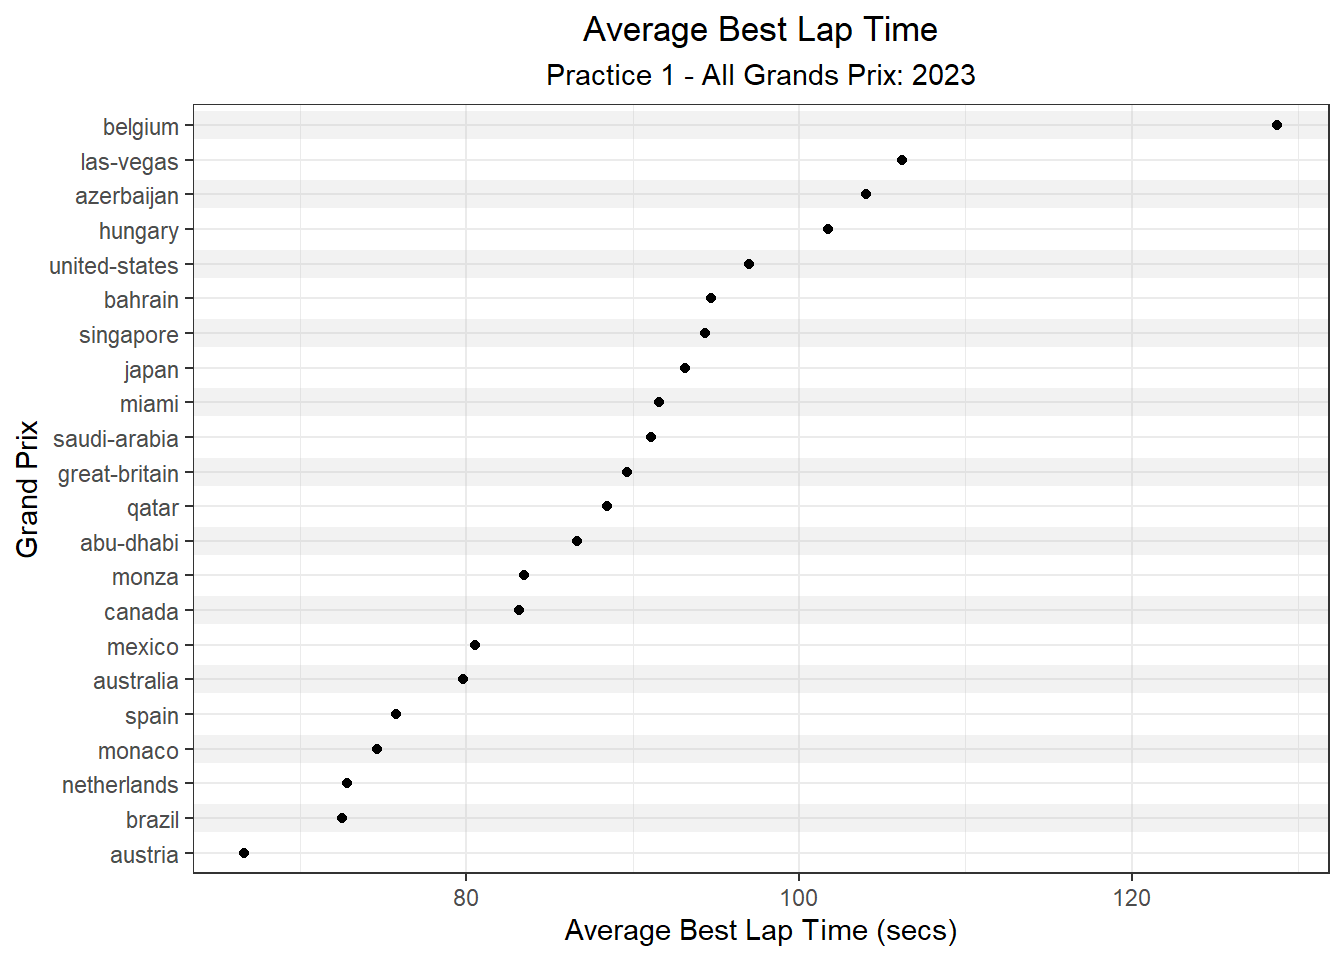 Average Best Lap Time
Practice 1 - All Grands Prix: 2023
Grand Prix
belgium
las-vegas
azerbaijan
hungary
united-states
bahrain
singapore
japan
miami
saudi-arabia
great-britain
qatar
abu-dhabi
monza
canada
mexico
australia
spain
monaco
netherlands
brazil
austria
80 100 120
Average Best Lap Time (secs)